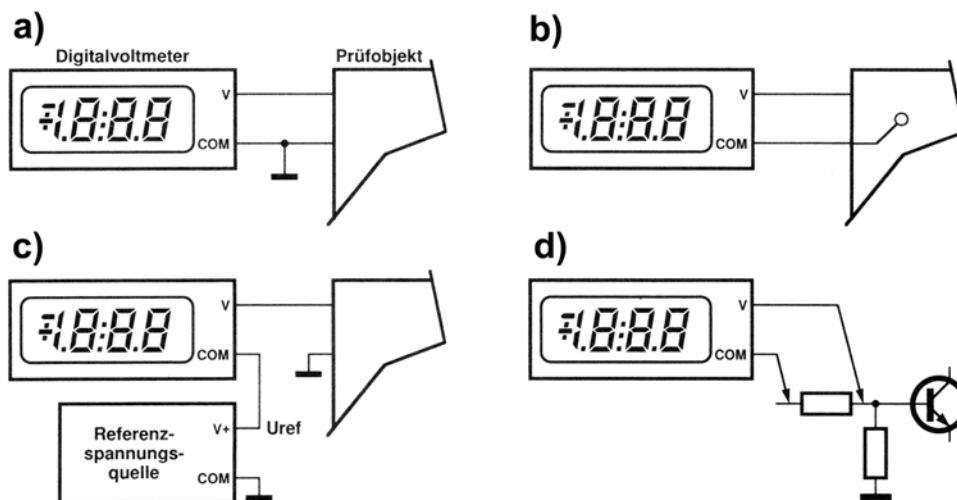 a)
Digitalvoltmeter
Prüfobjekt
V
COM
b)
V
COM
c)
V
COM
Referenz-
spannungs-
quelle
V+
Uref
COM
d)
V
COM